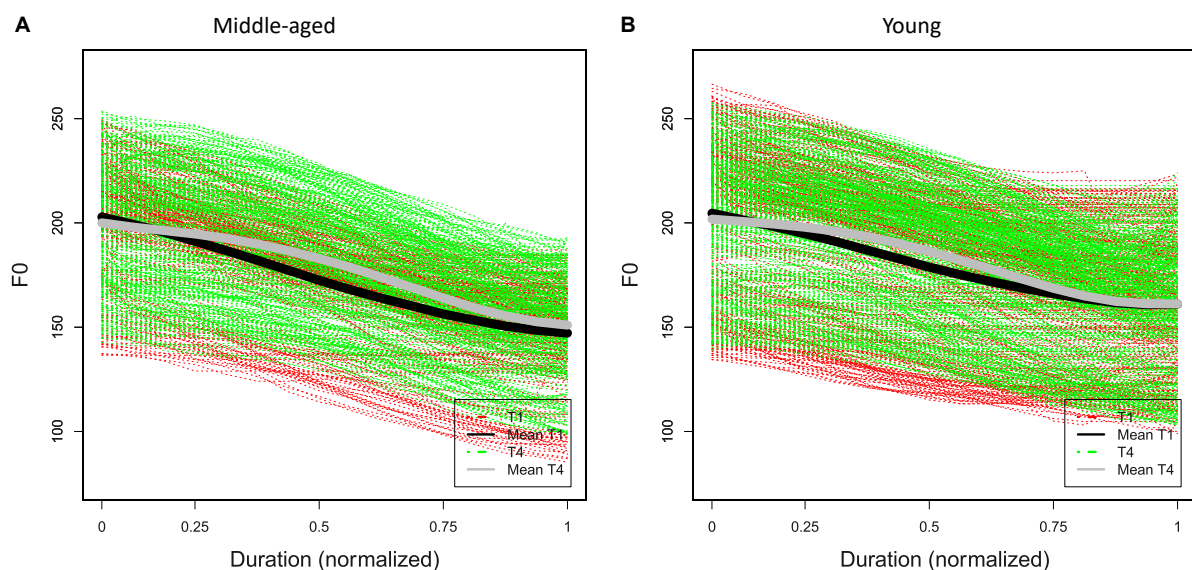 A
Middle-aged
F0
250
200
150
100
T1
Mean T1
T4
Mean T4
0 0.25 0.5 0.75 1
Duration (normalized)
B
Young
F0
250
200
150
100
T1
Mean T1
T4
Mean T4
0 0.25 0.5 0.75 1
Duration (normalized)